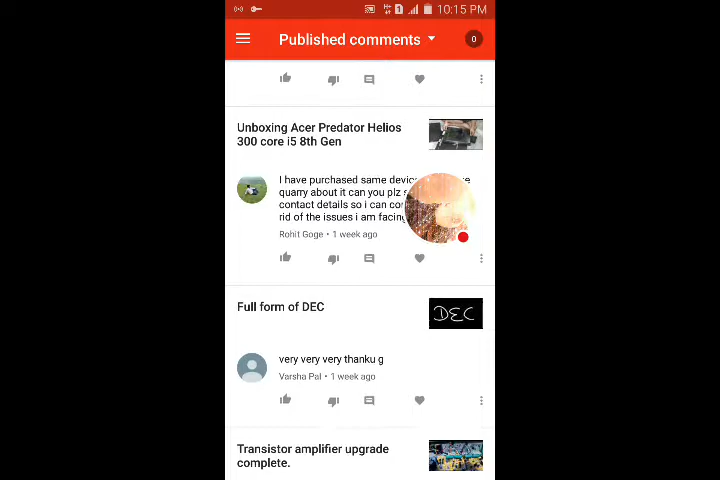 10:15 PM
Published comments
0
Unboxing Acer Predator Helios
300 core i5 8th Gen
I have purchased same
quarry about it can you plz
contact details so i can
rid of the issues i am facing
Rohit Goge • 1 week ago
Full form of DEC
DEC
very very very thanku g
Varsha Pal • 1 week ago
Transistor amplifier upgrade
complete.